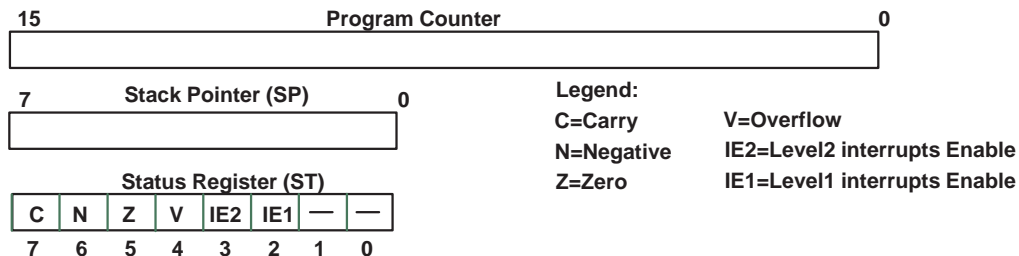 15 Program Counter 0
7 Stack Pointer (SP) 0
Legend:
C=Carry V=Overflow
N=Negative IE2=Level2 interrupts Enable
Z=Zero IE1=Level1 interrupts Enable
Status Register (ST)
C N Z V IE2 IE1 — —
7 6 5 4 3 2 1 0